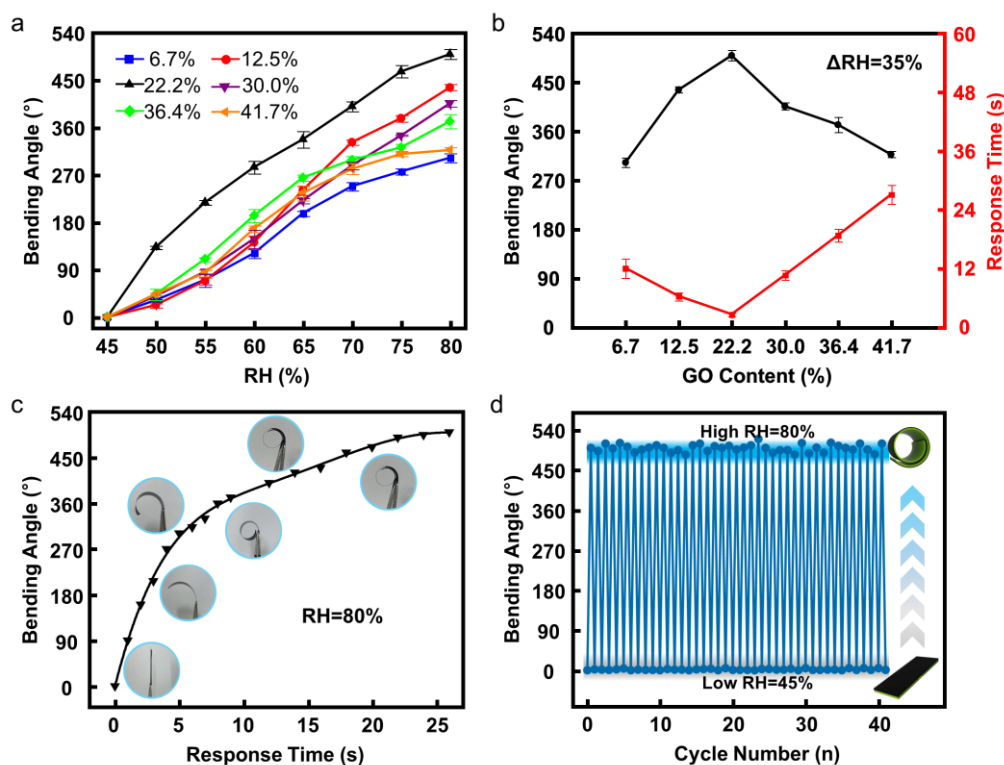 a
540
450
360
270
180
90
0
Bending Angle (°)
6.7% 12.5%
22.2% 30.0%
36.4% 41.7%
45 50 55 60 65 70 75 80
RH (%)
b
540
450
360
270
180
90
0
Bending Angle (°)
ΔRH=35%
60
48
36
24
12
0
Response Time (s)
6.7 12.5 22.2 30.0 36.4 41.7
GO Content (%)
c
540
450
360
270
180
90
0
Bending Angle (°)
RH=80%
0 5 10 15 20 25
Response Time (s)
d
540
450
360
270
180
90
0
Bending Angle (°)
High RH=80%
Low RH=45%
0 10 20 30 40
Cycle Number (n)